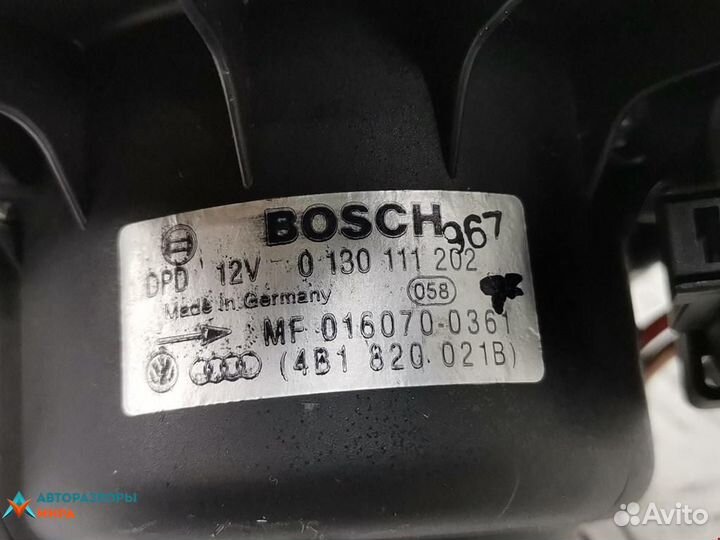 BOSCH 967
DPD 12V 0 130 111 202
Made in Germany 058
MF 016070-0361
(4B1 820 021B)
АВТОРАЗБОРЫ
МИРА
Avito